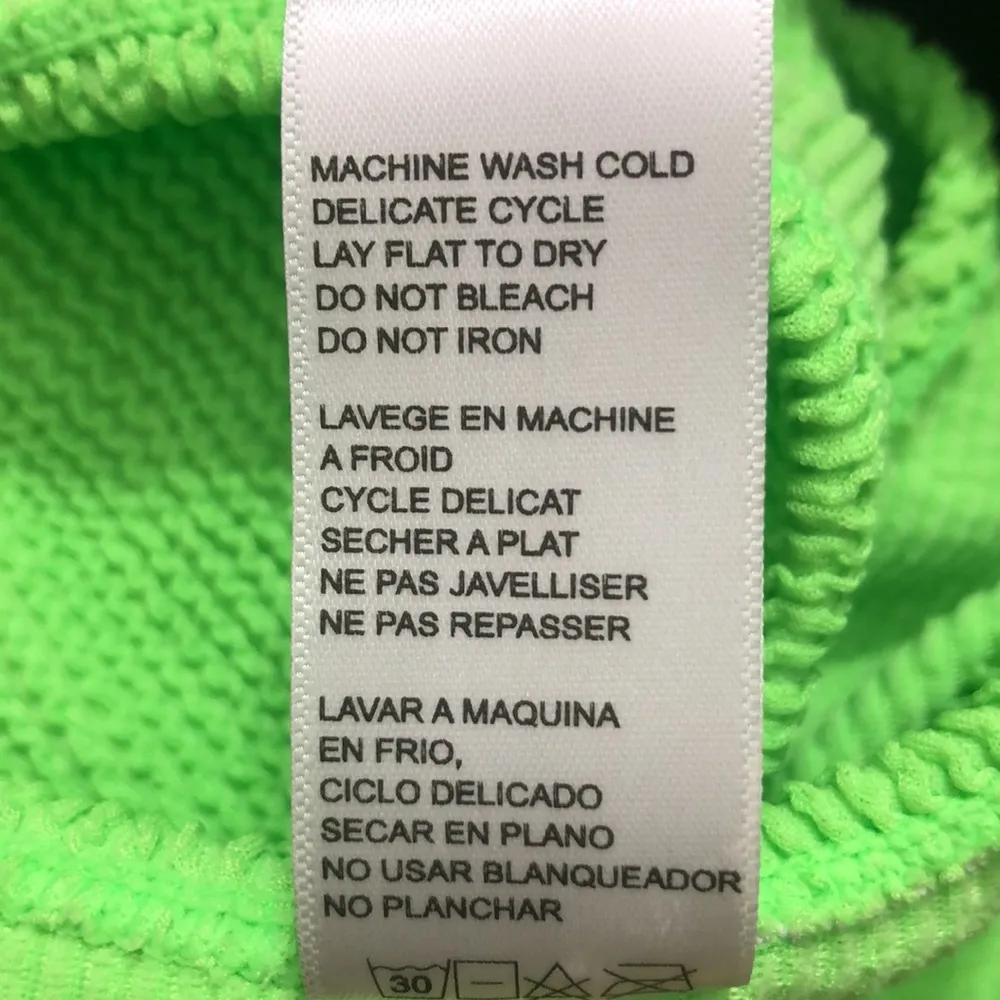 MACHINE WASH COLD
DELICATE CYCLE
LAY FLAT TO DRY
DO NOT BLEACH
DO NOT IRON
LAVEGE EN MACHINE
A FROID
CYCLE DELICAT
SECHER A PLAT
NE PAS JAVELLISER
NE PAS REPASSER
LAVAR A MAQUINA
EN FRIO,
CICLO DELICADO
SECAR EN PLANO
NO USAR BLANQUEADOR
NO PLANCHAR
30